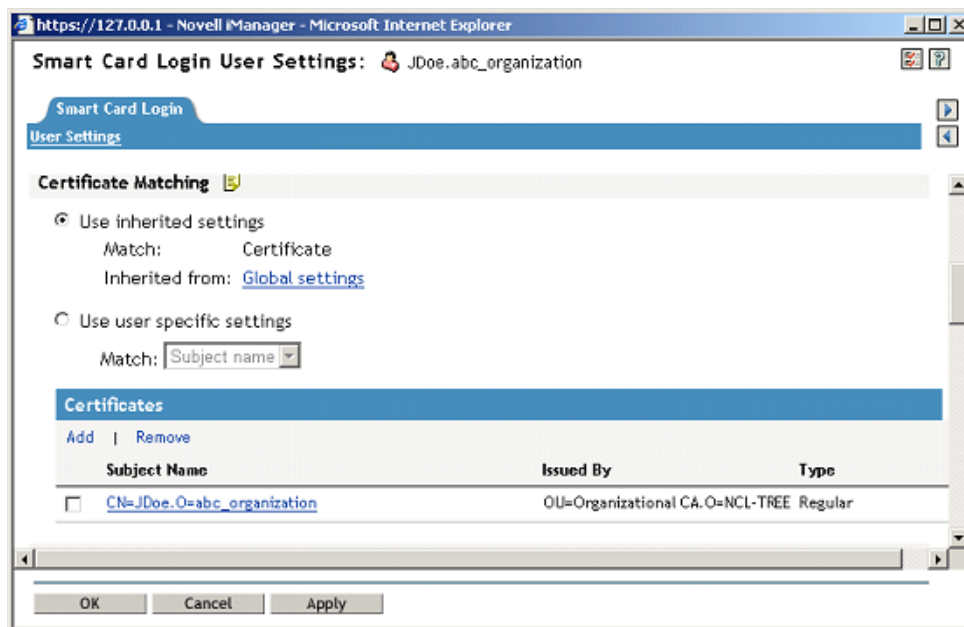 https://127.0.0.1 - Novell iManager - Microsoft Internet Explorer
Smart Card Login User Settings: JDoe.abc_organization
Smart Card Login
User Settings
Certificate Matching
Use inherited settings
Match: Certificate
Inherited from: Global settings
Use user specific settings
Match: Subject name
Certificates
Add | Remove
Subject Name Issued By Type
CN=JDoe.O=abc_organization OU=Organizational CA.O=NCL-TREE Regular
OK Cancel Apply